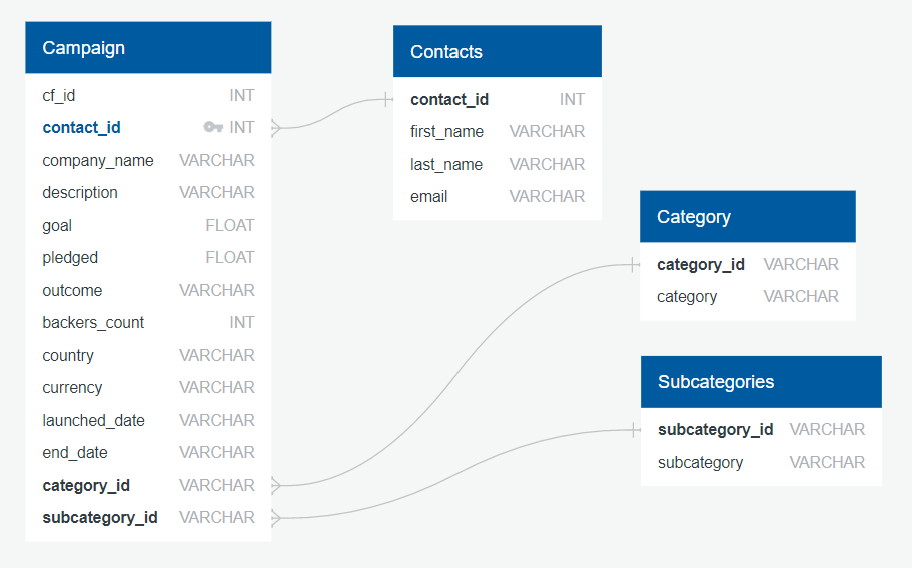 Campaign
cf_id INT
contact_id INT
company_name VARCHAR
description VARCHAR
goal FLOAT
pledged FLOAT
outcome VARCHAR
backers_count INT
country VARCHAR
currency VARCHAR
launched_date VARCHAR
end_date VARCHAR
category_id VARCHAR
subcategory_id VARCHAR
Contacts
contact_id INT
first_name VARCHAR
last_name VARCHAR
email VARCHAR
Category
category_id VARCHAR
category VARCHAR
Subcategories
subcategory_id VARCHAR
subcategory VARCHAR